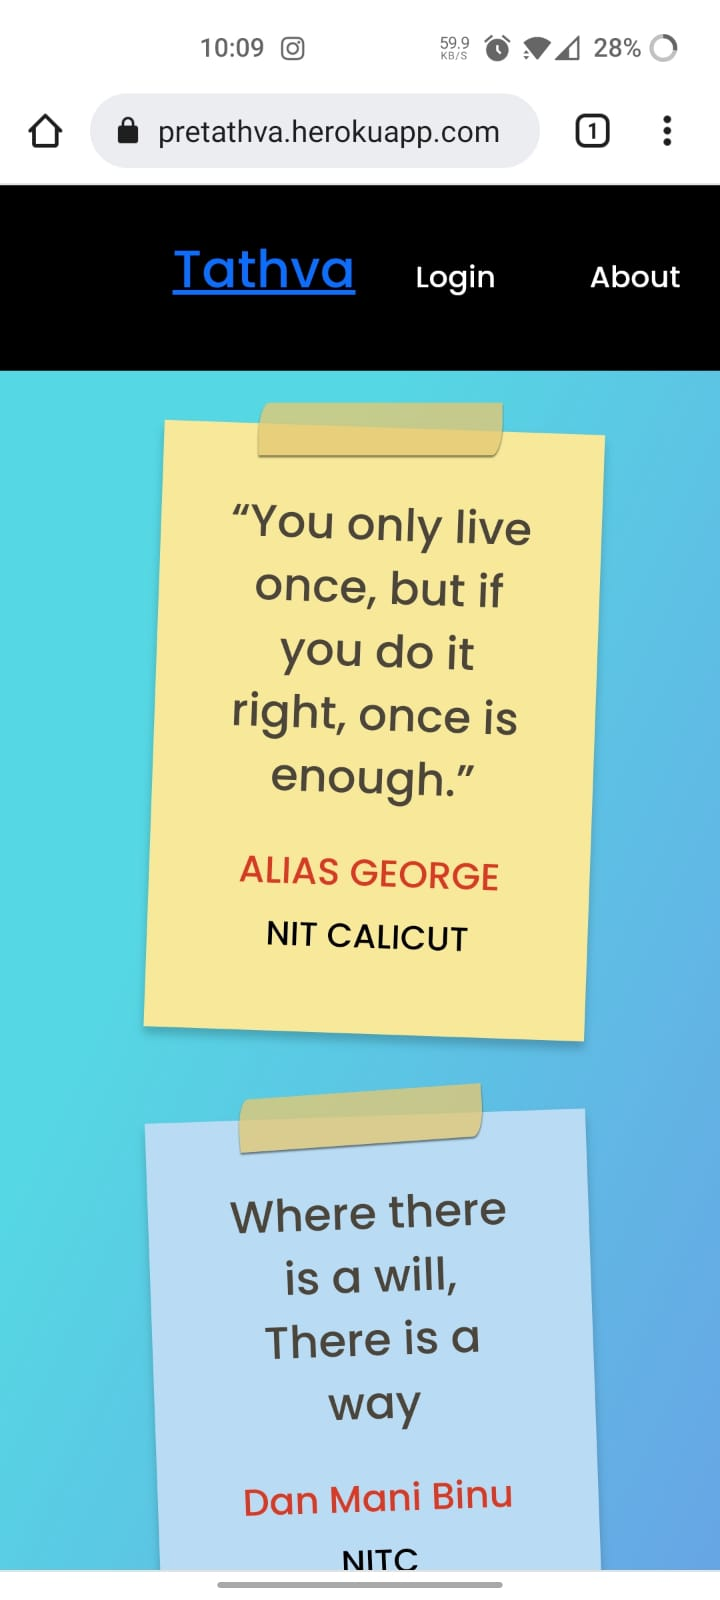 10:09 59.9 KB/S 28%
pretathva.herokuapp.com 1
Tathva Login About
“You only live
once, but if
you do it
right, once is
enough.”
ALIAS GEORGE
NIT CALICUT
Where there
is a will,
There is a
way
Dan Mani Binu
NITC